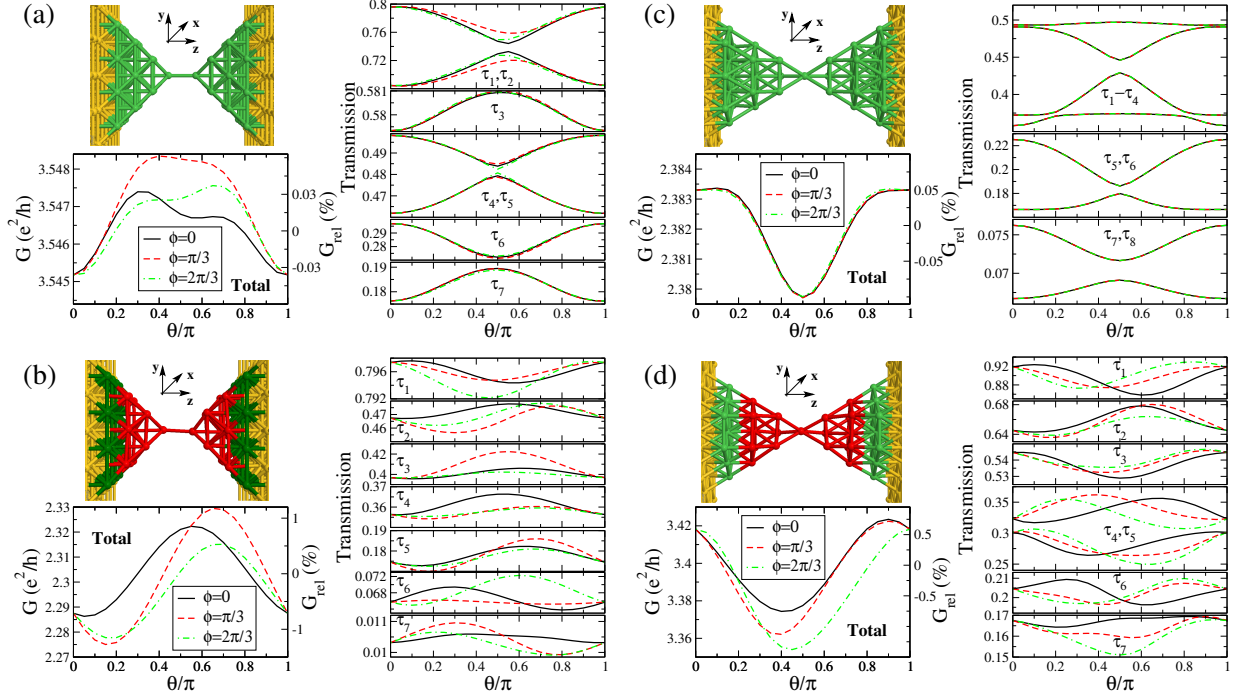 (a)
y
x
z
G (e²/h)
3.548
3.547
3.546
3.545
0.03
0
-0.03
G_rel (%)
ϕ=0
ϕ=π/3
ϕ=2π/3
Total
0 0.2 0.4 0.6 0.8 1
θ/π
Transmission
0.8
0.76
0.72
τ₁,τ₂
0.581
0.58
τ₃
0.48
0.47
τ₄,τ₅
0.29
0.28
τ₆
0.19
0.18
τ₇
0 0.2 0.4 0.6 0.8 1
θ/π
(c)
y
x
z
G (e²/h)
2.384
2.383
2.382
2.381
2.38
0.05
0
-0.05
G_rel (%)
ϕ=0
ϕ=π/3
ϕ=2π/3
Total
0 0.2 0.4 0.6 0.8 1
θ/π
Transmission
0.5
0.45
0.4
τ₁−τ₄
0.22
0.2
0.18
τ₅,τ₆
0.075
0.07
τ₇,τ₈
0 0.2 0.4 0.6 0.8 1
θ/π
(b)
y
x
z
G (e²/h)
2.33
2.32
2.31
2.3
2.29
2.28
2.27
1
0
-1
G_rel (%)
Total
ϕ=0
ϕ=π/3
ϕ=2π/3
0 0.2 0.4 0.6 0.8 1
θ/π
Transmission
0.796
0.792
τ₁
0.47
0.46
τ₂
0.4
τ₃
0.37
0.36
τ₄
0.19
0.18
τ₅
0.072
0.068
τ₆
0.011
0.01
τ₇
0 0.2 0.4 0.6 0.8 1
θ/π
(d)
y
x
z
G (e²/h)
3.42
3.4
3.38
3.36
0.5
0
-0.5
-1
G_rel (%)
ϕ=0
ϕ=π/3
ϕ=2π/3
Total
0 0.2 0.4 0.6 0.8 1
θ/π
Transmission
0.92
0.88
τ₁
0.68
0.64
τ₂
0.54
0.53
τ₃
0.35
0.3
0.25
τ₄,τ₅
0.21
0.2
τ₆
0.16
0.15
τ₇
0 0.2 0.4 0.6 0.8 1
θ/π